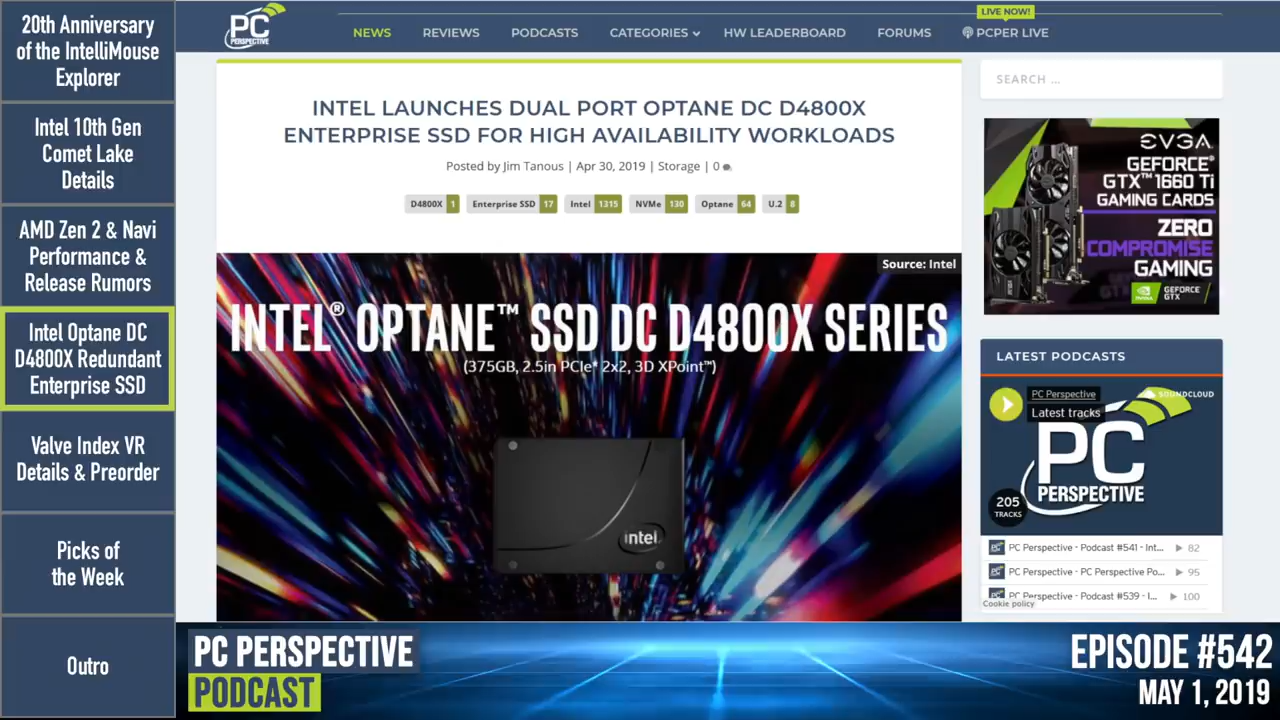 20th Anniversary
of the IntelliMouse
Explorer
Intel 10th Gen
Comet Lake
Details
AMD Zen 2 & Navi
Performance &
Release Rumors
Intel Optane DC
D4800X Redundant
Enterprise SSD
Valve Index VR
Details & Preorder
Picks of
the Week
Outro
PC
PERSPECTIVE
LIVE NOW!
NEWS REVIEWS PODCASTS CATEGORIES HW LEADERBOARD FORUMS PCPER LIVE
INTEL LAUNCHES DUAL PORT OPTANE DC D4800X
ENTERPRISE SSD FOR HIGH AVAILABILITY WORKLOADS
Posted by Jim Tanous | Apr 30, 2019 | Storage | 0
D4800X 1 Enterprise SSD 17 Intel 1315 NVMe 130 Optane 64 U.2 8
Source: Intel
INTEL® OPTANE™ SSD DC D4800X SERIES
(375GB, 2.5in PCIe* 2x2, 3D XPoint™)
intel
SEARCH ...
EVGA
GEFORCE®
GTX™ 1660 Ti
GAMING CARDS
ZERO
COMPROMISE
GAMING
NVIDIA GEFORCE GTX
LATEST PODCASTS
PC Perspective
SOUNDCLOUD
Latest tracks
PC
PERSPECTIVE
205
TRACKS
PC Perspective - Podcast #541 - Int... 82
PC Perspective - PC Perspective Po... 95
PC Perspective - Podcast #539 - I... 100
Cookie policy
PC PERSPECTIVE
PODCAST
EPISODE #542
MAY 1, 2019